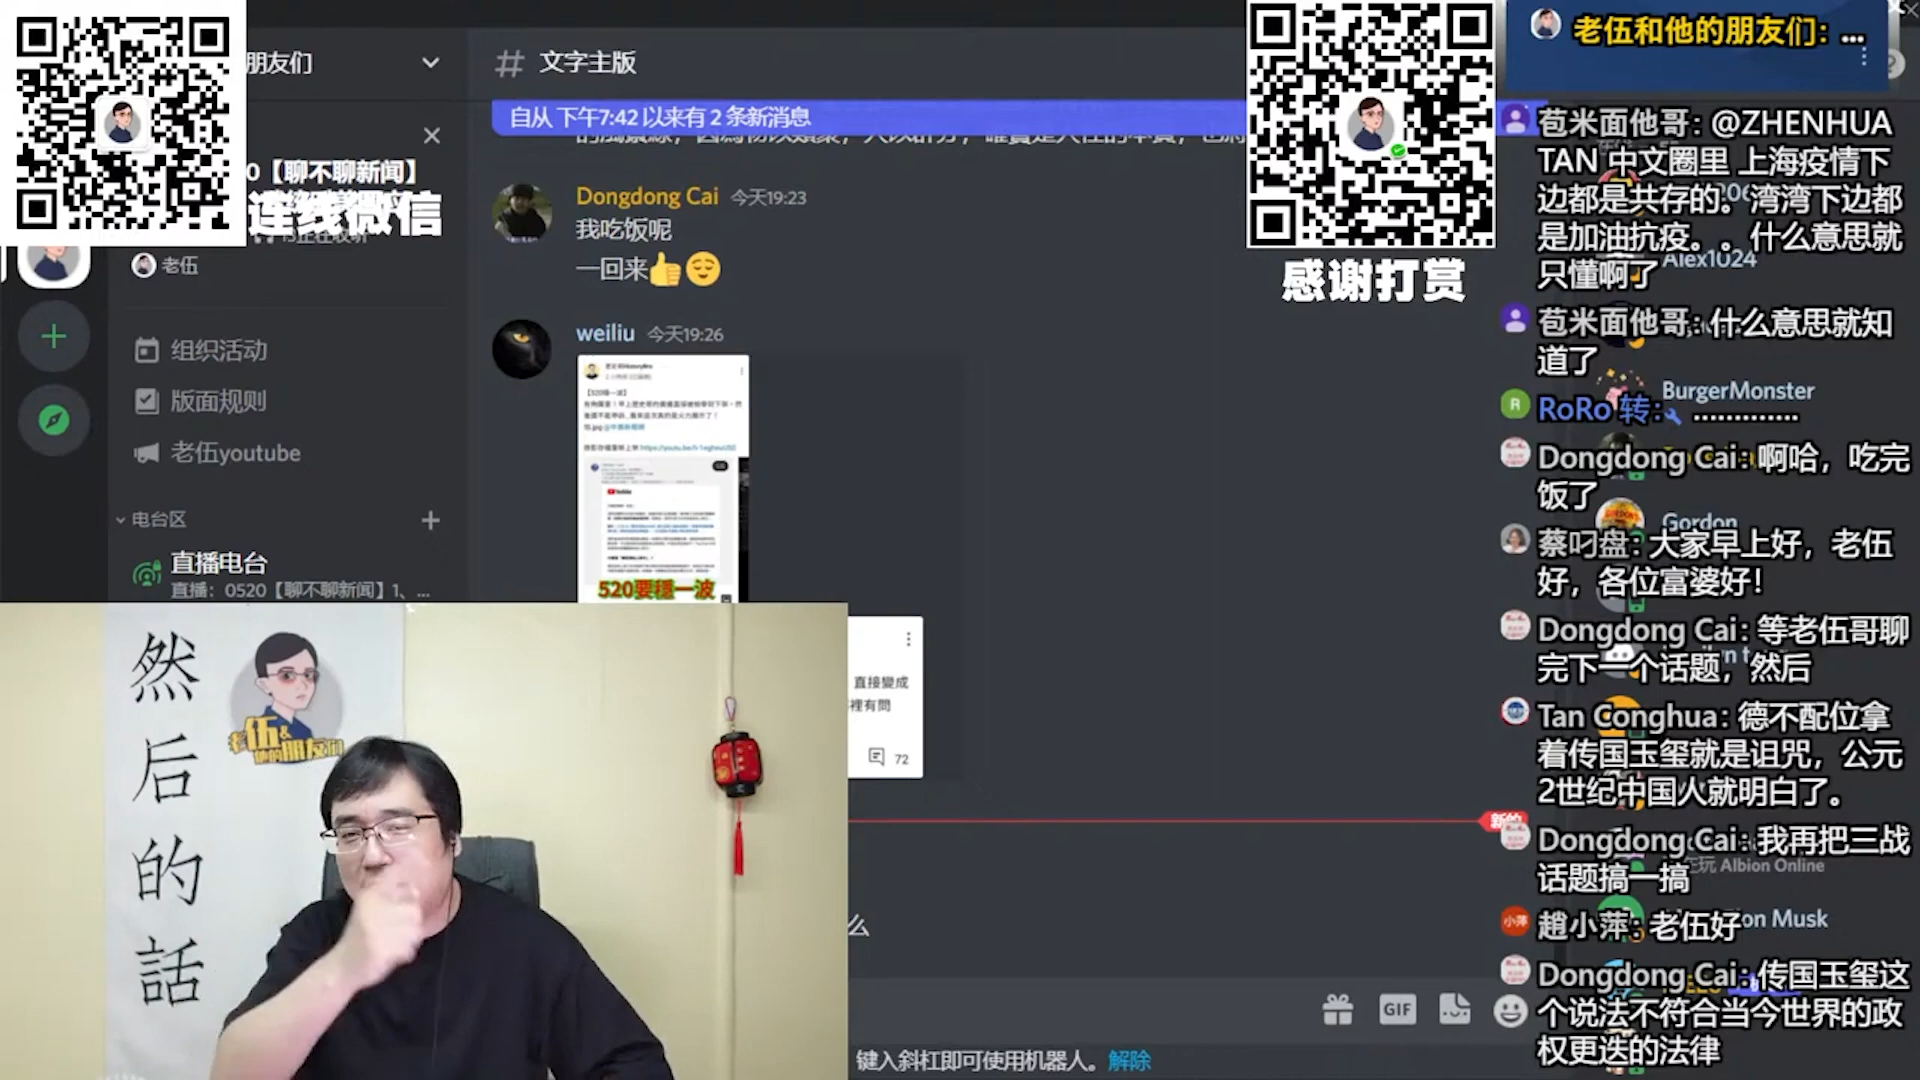 朋友们
0【聊不聊新闻】
连线微信
老伍
组织活动
版面规则
老伍youtube
电台区
直播电台
直播：0520【聊不聊新闻】1、...
文字主版
自从 下午7:42 以来有 2 条新消息
Dongdong Cai 今天19:23
我吃饭呢
一回来👍😌
weiliu 今天19:26
YouTube
520要穩一波
直接變成
裡有問
72
么
新的
GIF
键入斜杠即可使用机器人。解除
感谢打赏
然
后
的
話
老伍&
他的朋友们
老伍和他的朋友们：...
苞米面他哥：@ZHENHUA
TAN 中文圈里 上海疫情下
边都是共存的。湾湾下边都
是加油抗疫。。什么意思就
只懂啊了
Alex1024
苞米面他哥：什么意思就知
道了
BurgerMonster
RoRo 转：.............
Dongdong Cai：啊哈，吃完
饭了
Gordon
蔡叼盘：大家早上好，老伍
好，各位富婆好！
Dongdong Cai：等老伍哥聊
完下一个话题，然后
Tan Conghua：德不配位拿
着传国玉玺就是诅咒，公元
2世纪中国人就明白了。
Dongdong Cai：我再把三战
话题搞一搞
在玩 Albion Online
趙小萍：老伍好
on Musk
Dongdong Cai：传国玉玺这
个说法不符合当今世界的政
权更迭的法律